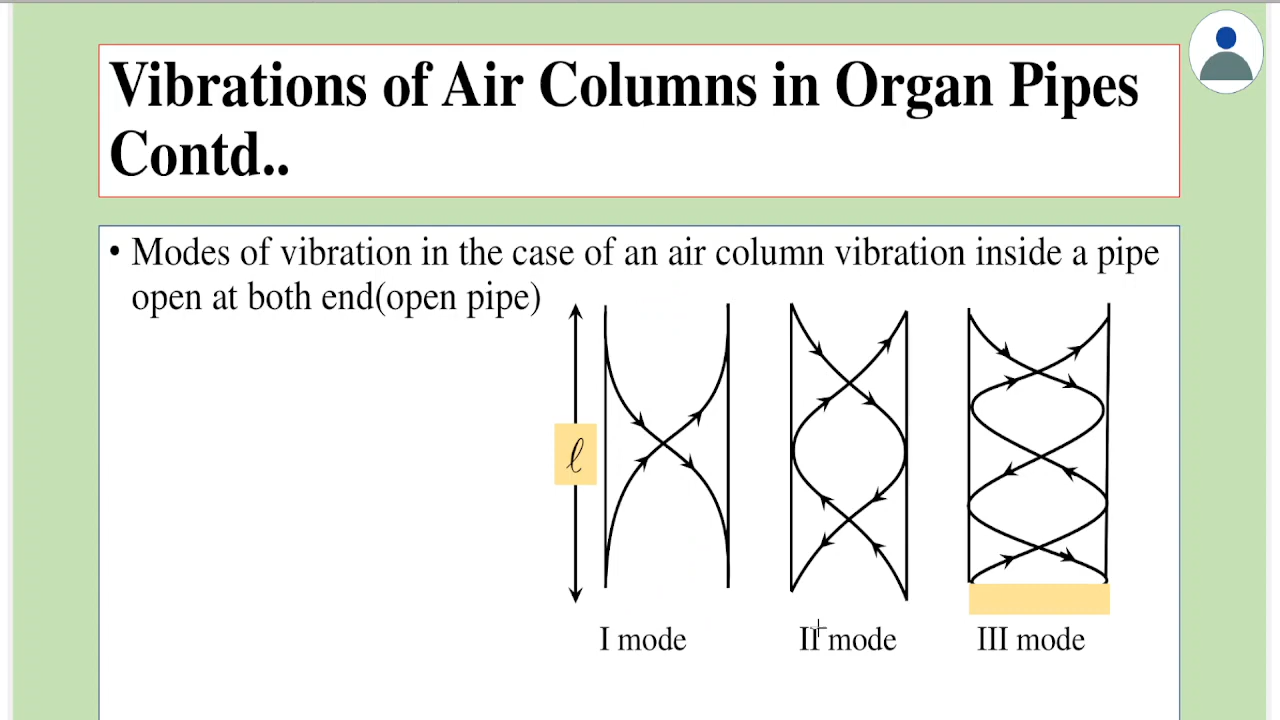 Vibrations of Air Columns in Organ Pipes
Contd..
• Modes of vibration in the case of an air column vibration inside a pipe
open at both end(open pipe)
ℓ
I mode
II mode
III mode